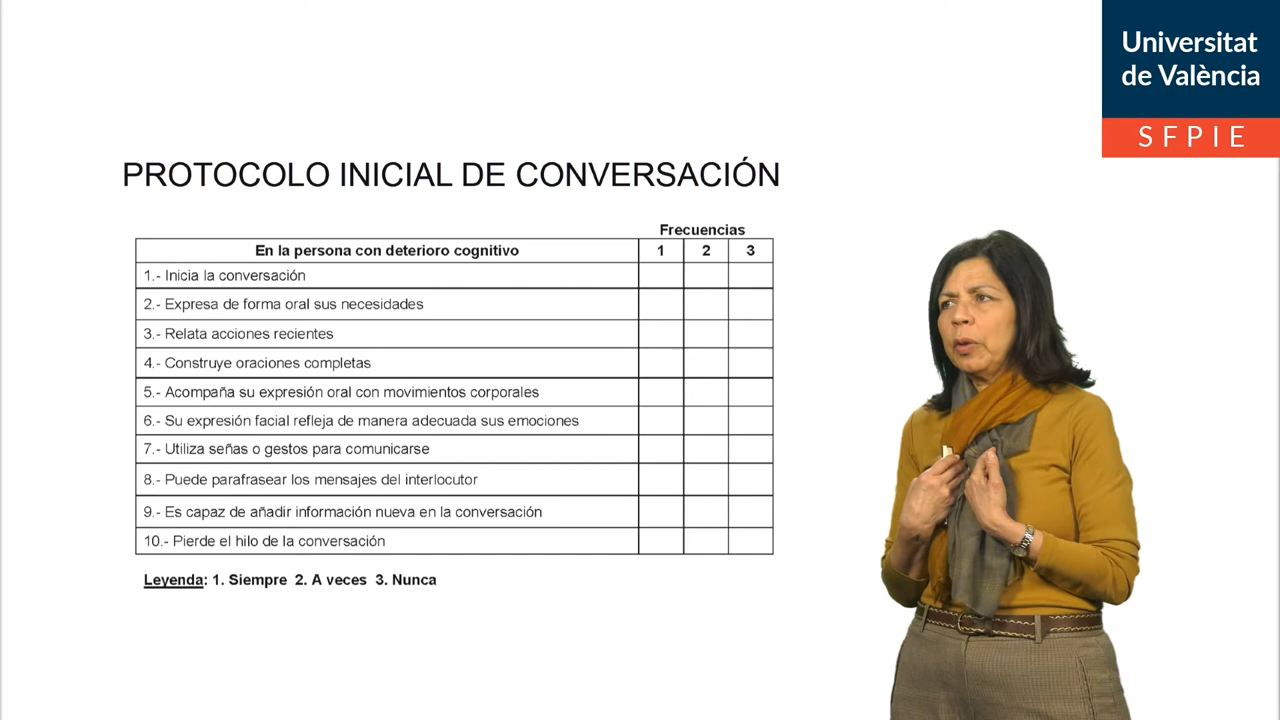 Universitat
de València
SFPIE
PROTOCOLO INICIAL DE CONVERSACIÓN
Frecuencias
En la persona con deterioro cognitivo 1 2 3
1.- Inicia la conversación
2.- Expresa de forma oral sus necesidades
3.- Relata acciones recientes
4.- Construye oraciones completas
5.- Acompaña su expresión oral con movimientos corporales
6.- Su expresión facial refleja de manera adecuada sus emociones
7.- Utiliza señas o gestos para comunicarse
8.- Puede parafrasear los mensajes del interlocutor
9.- Es capaz de añadir información nueva en la conversación
10.- Pierde el hilo de la conversación
Leyenda: 1. Siempre 2. A veces 3. Nunca